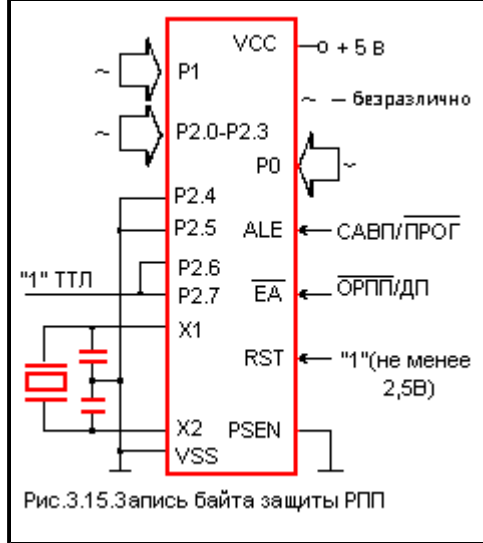 VCC + 5 В
~ P1
~ – безразлично
~ P2.0-P2.3
P0 ~
P2.4
P2.5 ALE САВП/ПРОГ
P2.6
"1" ТТЛ P2.7 EA ОРПП/ДП
X1
RST "1"(не менее
2,5В)
X2 PSEN
VSS
Рис.3.15.Запись байта защиты РПП